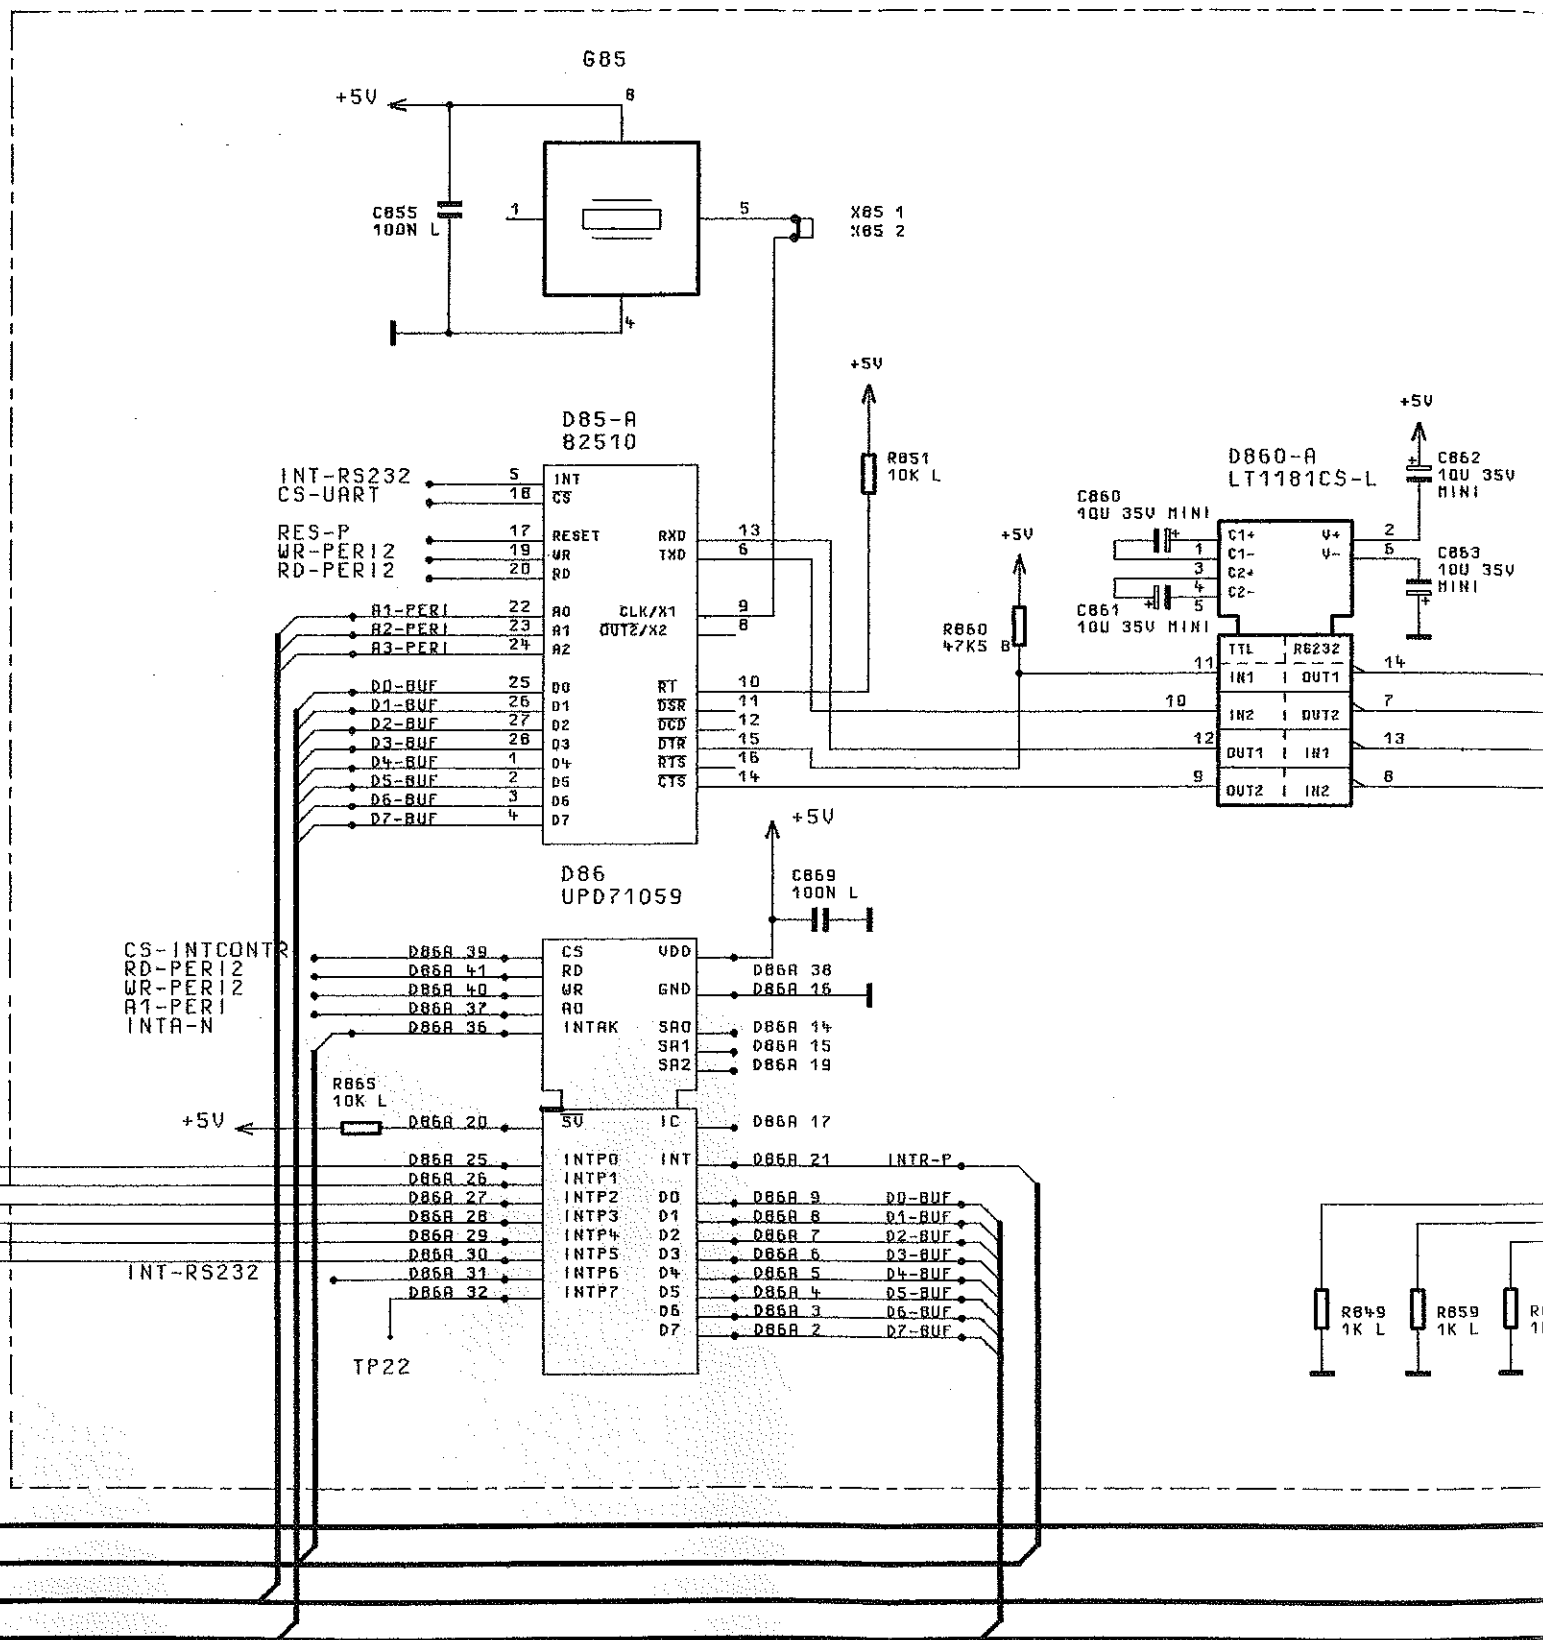 G85
+5V
8
C855
100N L
1
5
X85 1
X85 2
4
+5V
D85-A
82510
R851
10K L
+5V
D860-A
LT1181CS-L
C862
10U 35V
MINI
INT-RS232 5 INT
CS-UART 18 CS
RES-P 17 RESET RXD 13
WR-PERI2 19 WR TXD 6
RD-PERI2 20 RD
C860
10U 35V MINI
+5V
C1+ V+ 2
1 C1- V- 6
3 C2+
4 C2-
5
C863
10U 35V
MINI
C861
10U 35V MINI
R860
47K5 B
A1-PERI 22 A0 CLK/X1 9
A2-PERI 23 A1 OUT2/X2 8
A3-PERI 24 A2
D0-BUF 25 D0 RT 10
D1-BUF 26 D1 DSR 11
D2-BUF 27 D2 DCD 12
D3-BUF 28 D3 DTR 15
D4-BUF 1 D4 RTS 16
D5-BUF 2 D5 CTS 14
D6-BUF 3 D6
D7-BUF 4 D7
TTL RS232
11 IN1 OUT1 14
10 IN2 OUT2 7
12 OUT1 IN1 13
9 OUT2 IN2 8
+5V
D86
UPD71059
C869
100N L
CS-INTCONTR D86A 39 CS VDD
RD-PERI2 D86A 41 RD D86A 38
WR-PERI2 D86A 40 WR GND D86A 16
A1-PERI D86A 37 A0
INTA-N D86A 36 INTAK SA0 D86A 14
SA1 D86A 15
SA2 D86A 19
R865
10K L
+5V D86A 20 SV IC D86A 17
D86A 25 INTP0 INT D86A 21 INTR-P
D86A 26 INTP1
D86A 27 INTP2 D0 D86A 9 D0-BUF
D86A 28 INTP3 D1 D86A 8 D1-BUF
D86A 29 INTP4 D2 D86A 7 D2-BUF
D86A 30 INTP5 D3 D86A 6 D3-BUF
INT-RS232 D86A 31 INTP6 D4 D86A 5 D4-BUF
D86A 32 INTP7 D5 D86A 4 D5-BUF
D6 D86A 3 D6-BUF
D7 D86A 2 D7-BUF
TP22
R849
1K L
R859
1K L